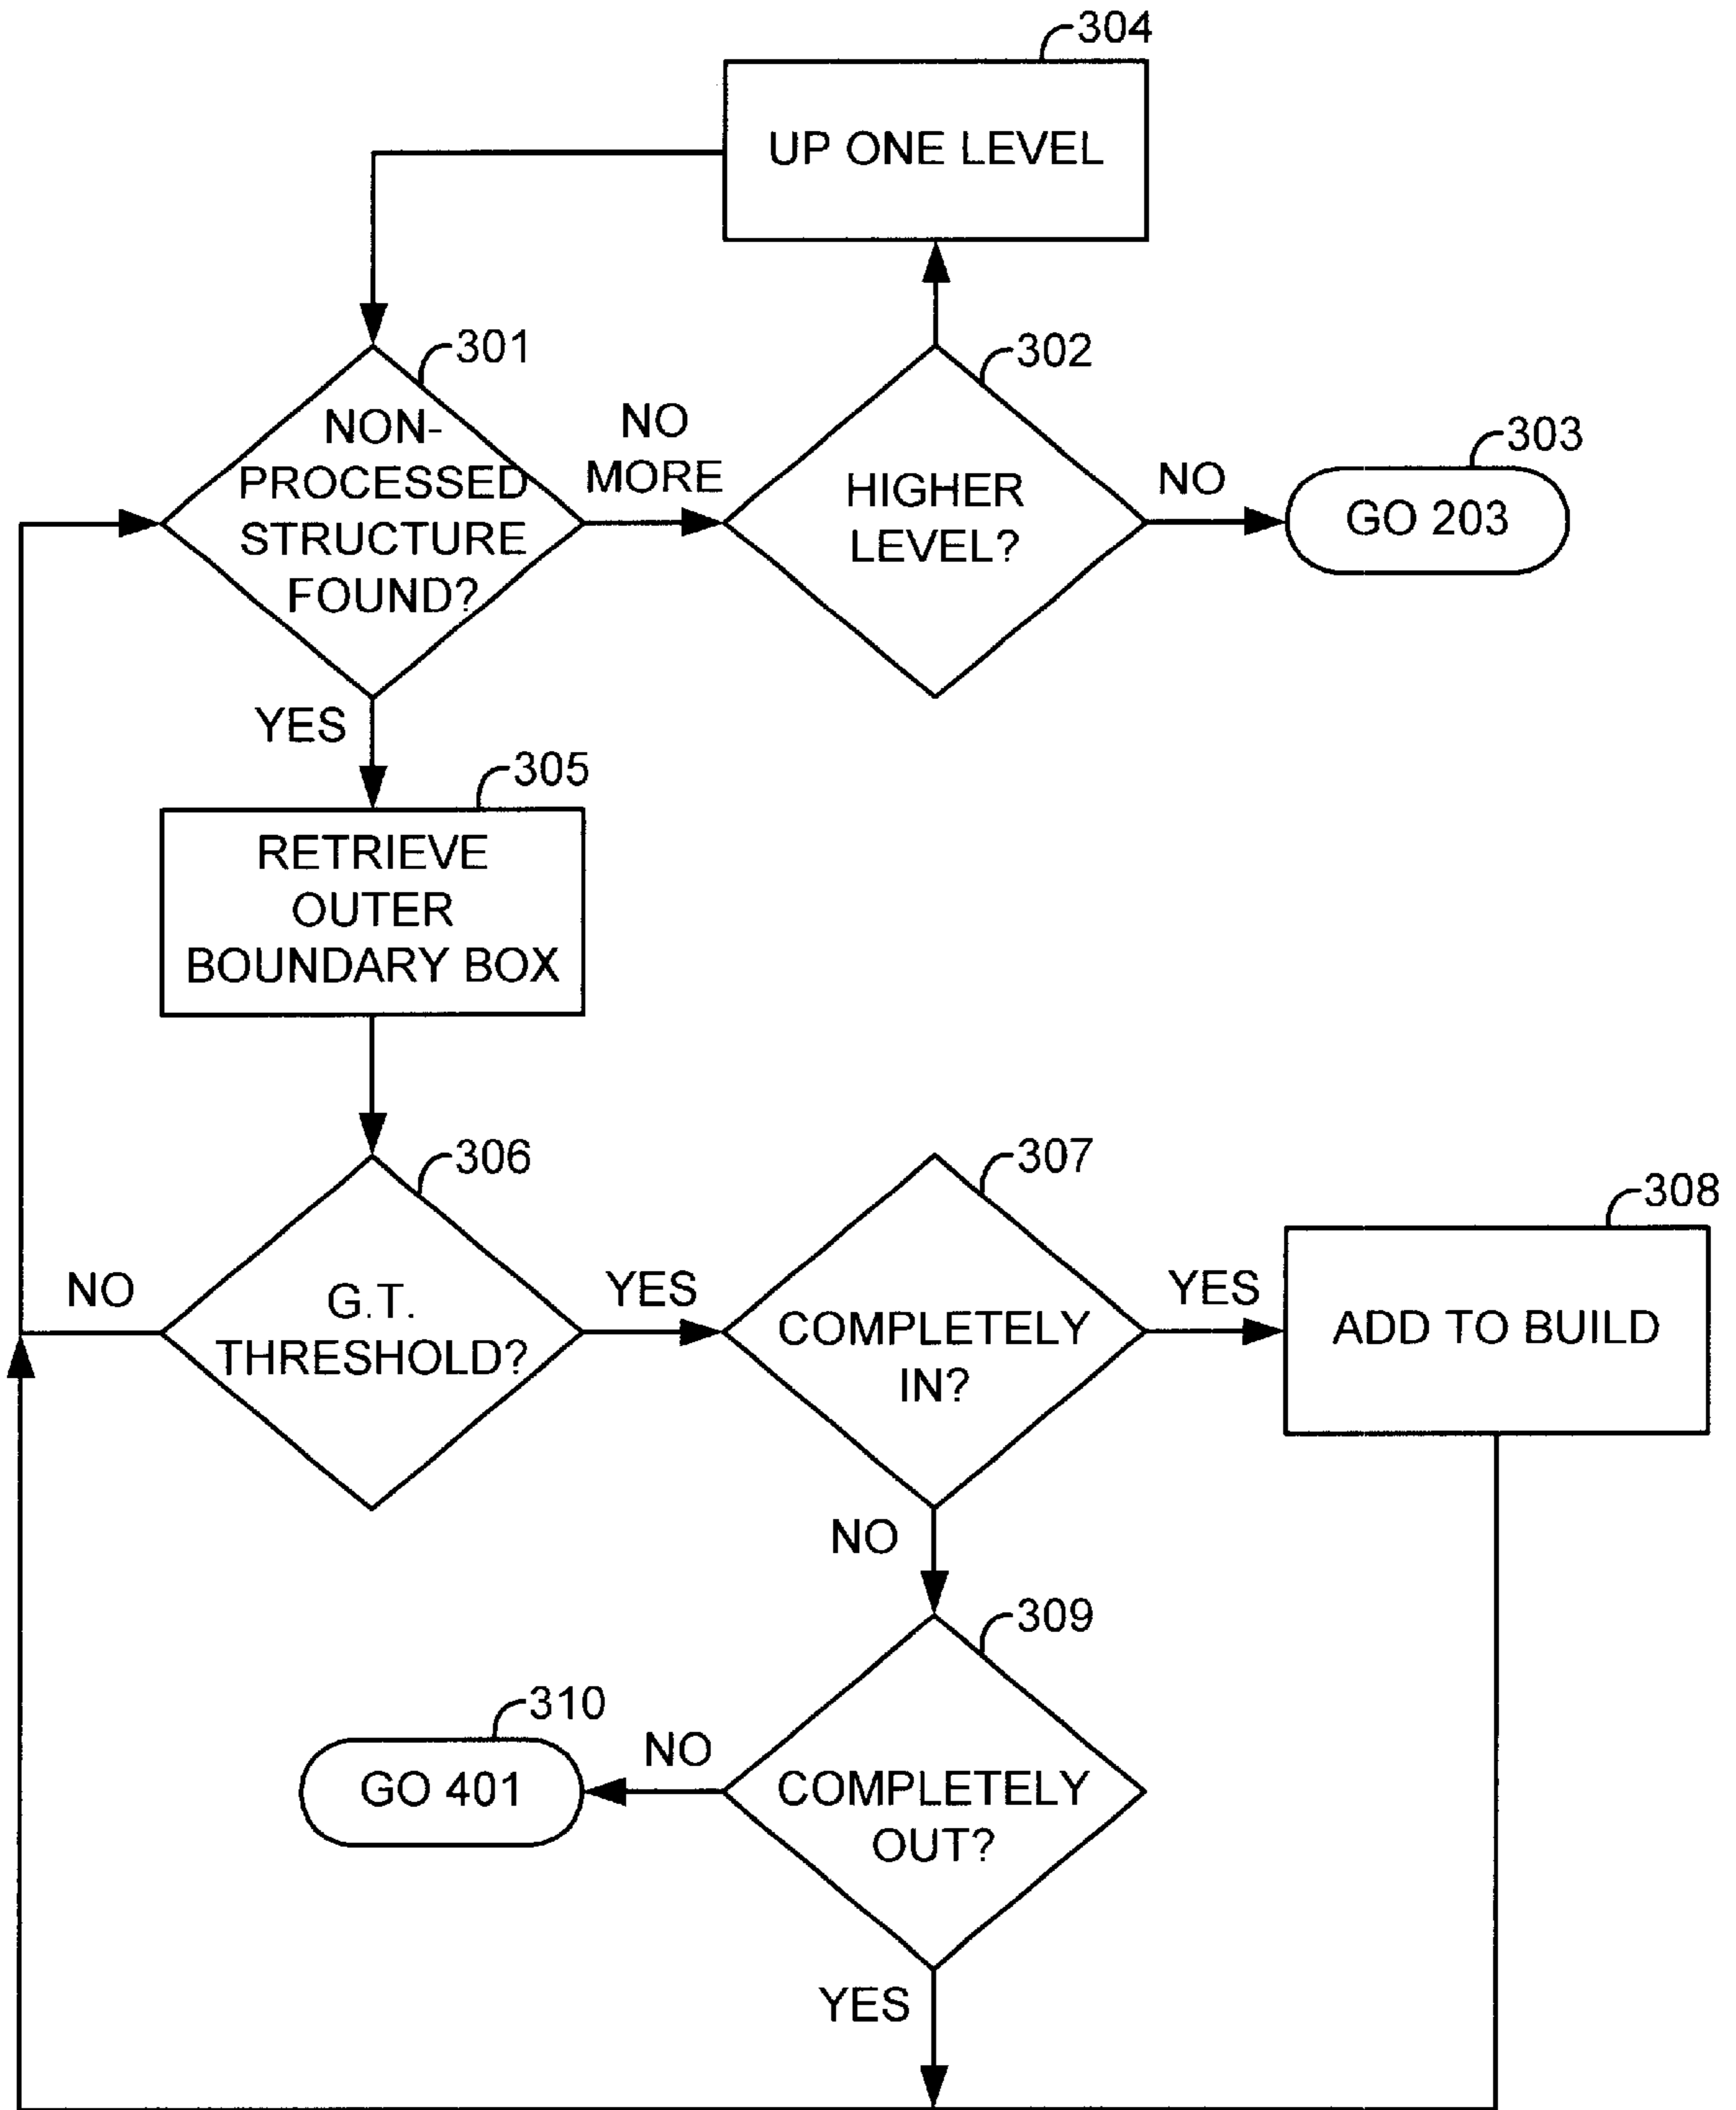 304
UP ONE LEVEL
301
NON-
PROCESSED
STRUCTURE
FOUND?
NO
MORE
302
HIGHER
LEVEL?
NO
303
GO 203
YES
305
RETRIEVE
OUTER
BOUNDARY BOX
306
G.T.
THRESHOLD?
NO
YES
307
COMPLETELY
IN?
YES
308
ADD TO BUILD
NO
309
COMPLETELY
OUT?
NO
310
GO 401
YES